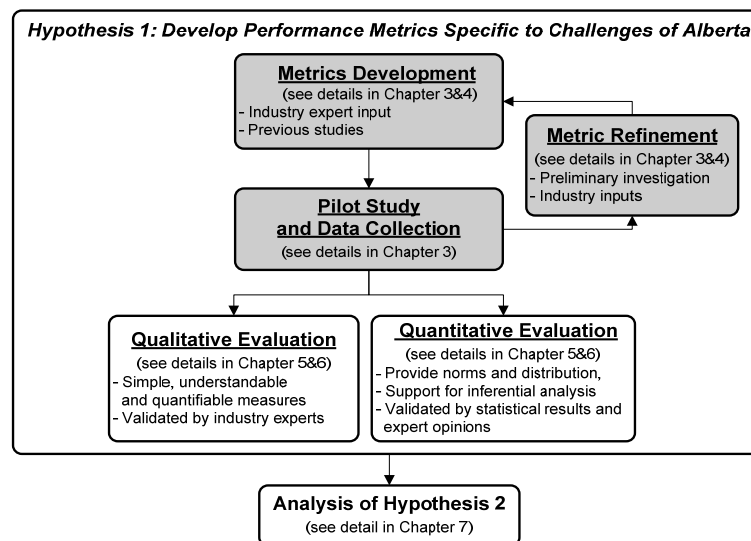 Hypothesis 1: Develop Performance Metrics Specific to Challenges of Alberta
Metrics Development
(see details in Chapter 3&4)
- Industry expert input
- Previous studies
Metric Refinement
(see details in Chapter 3&4)
- Preliminary investigation
- Industry inputs
Pilot Study
and Data Collection
(see details in Chapter 3)
Qualitative Evaluation
(see details in Chapter 5&6)
- Simple, understandable
and quantifiable measures
- Validated by industry experts
Quantitative Evaluation
(see details in Chapter 5&6)
- Provide norms and distribution,
- Support for inferential analysis
- Validated by statistical results and
expert opinions
Analysis of Hypothesis 2
(see detail in Chapter 7)